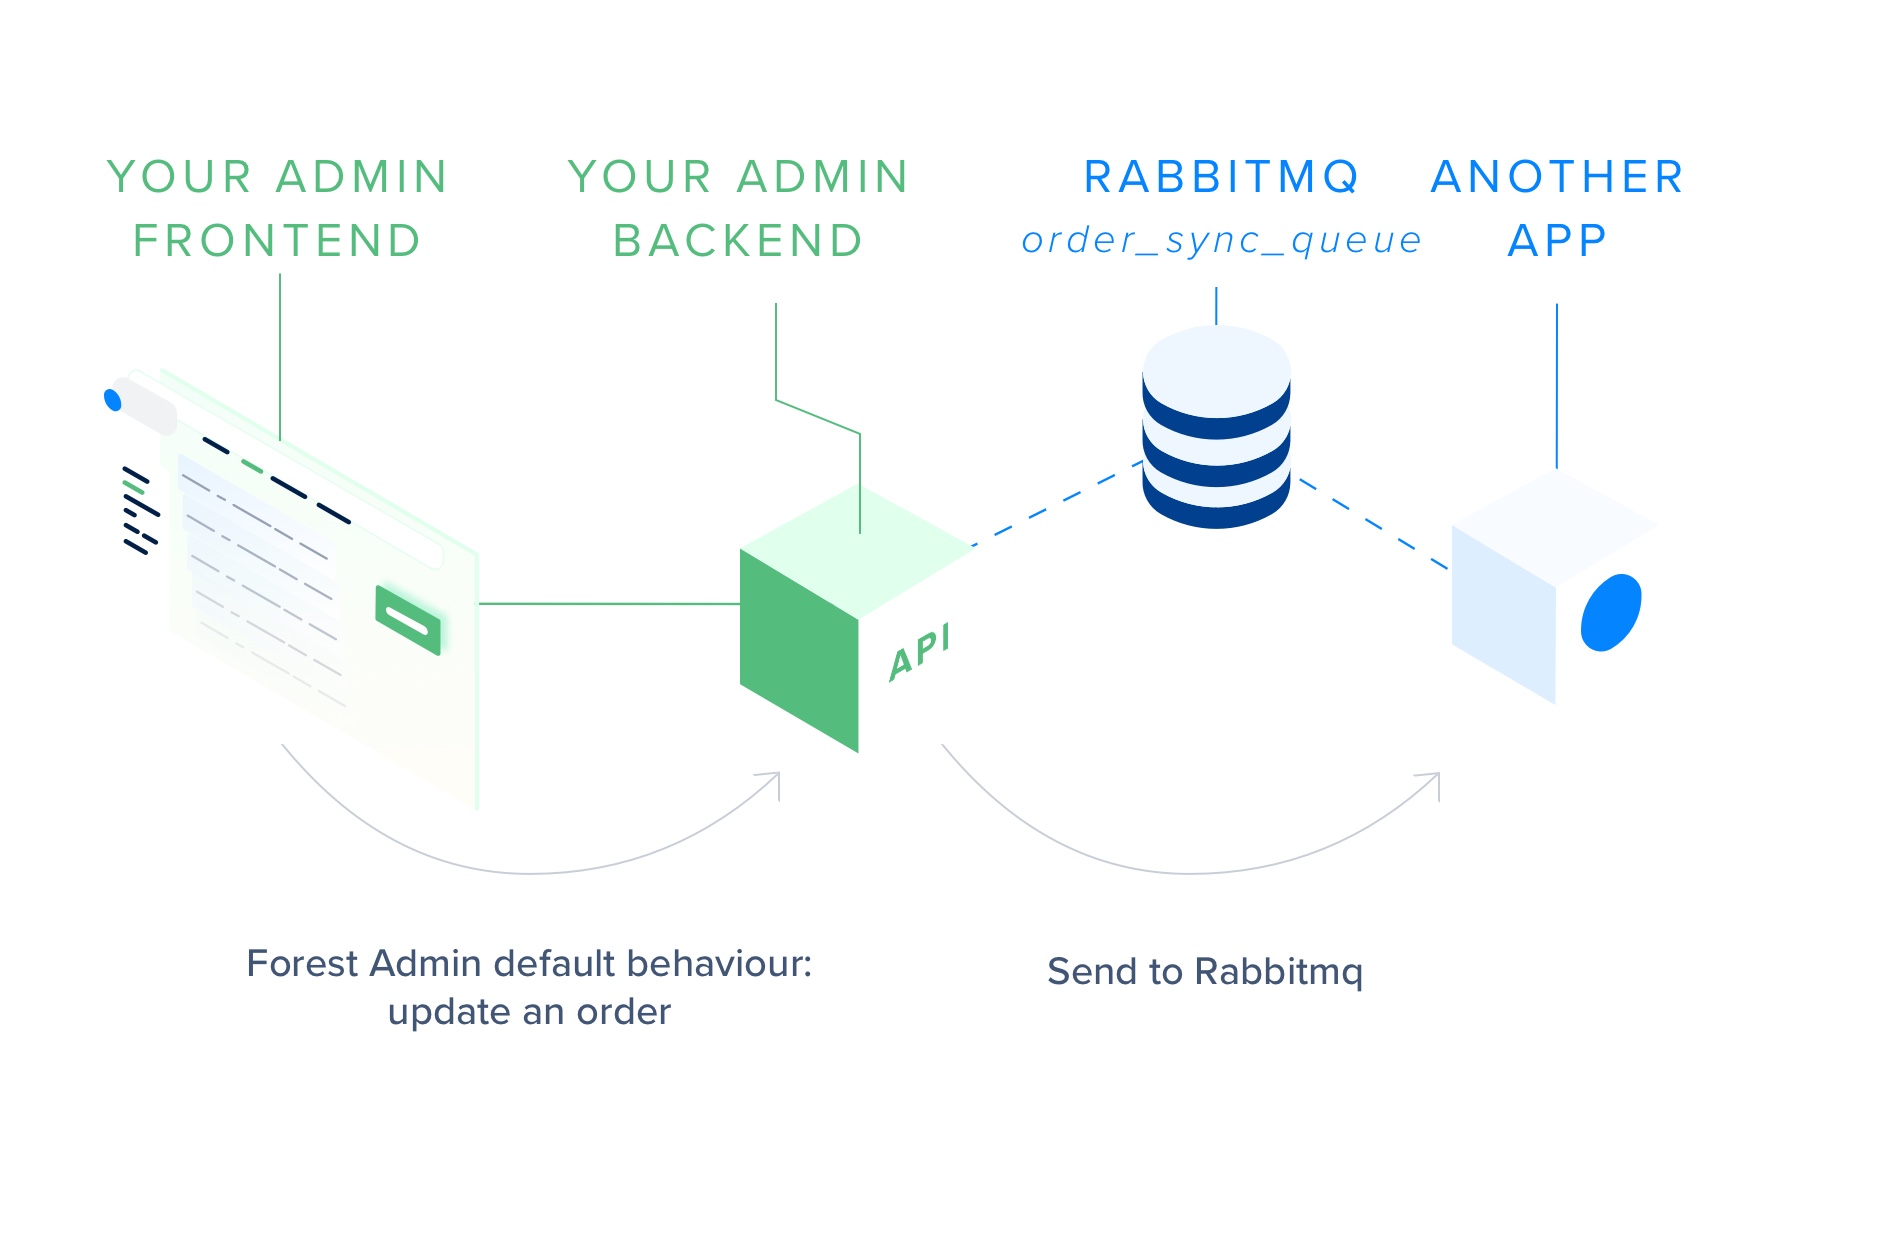 YOUR ADMIN
FRONTEND
YOUR ADMIN
BACKEND
RABBITMQ
order_sync_queue
ANOTHER
APP
API
Forest Admin default behaviour:
update an order
Send to Rabbitmq